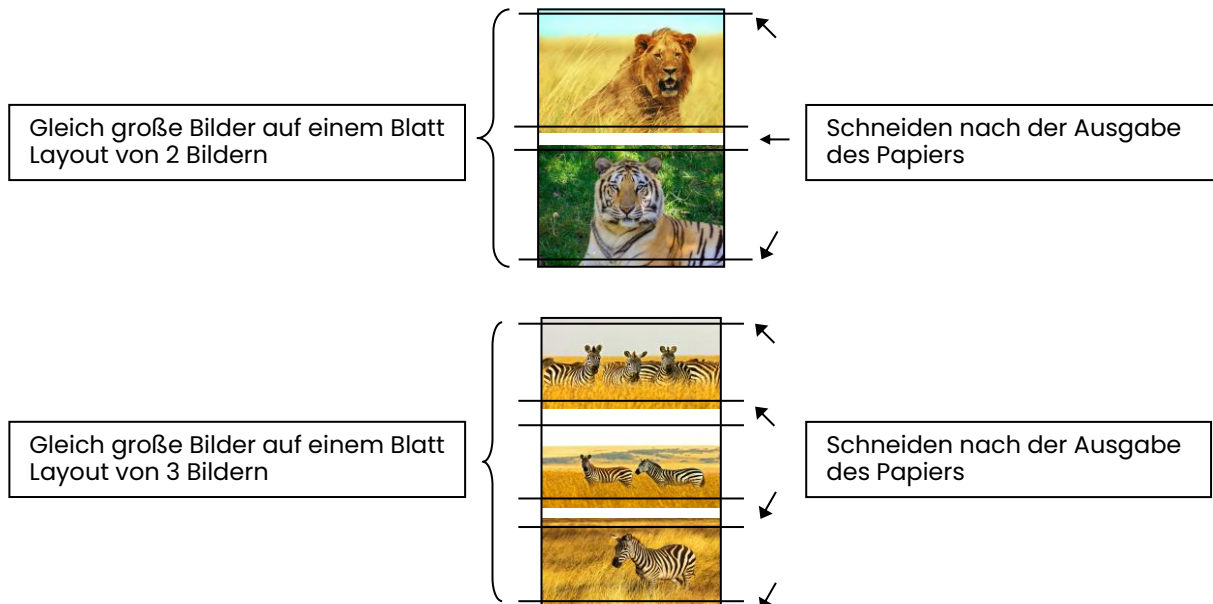 Gleich große Bilder auf einem Blatt
Layout von 2 Bildern
Schneiden nach der Ausgabe
des Papiers
Gleich große Bilder auf einem Blatt
Layout von 3 Bildern
Schneiden nach der Ausgabe
des Papiers